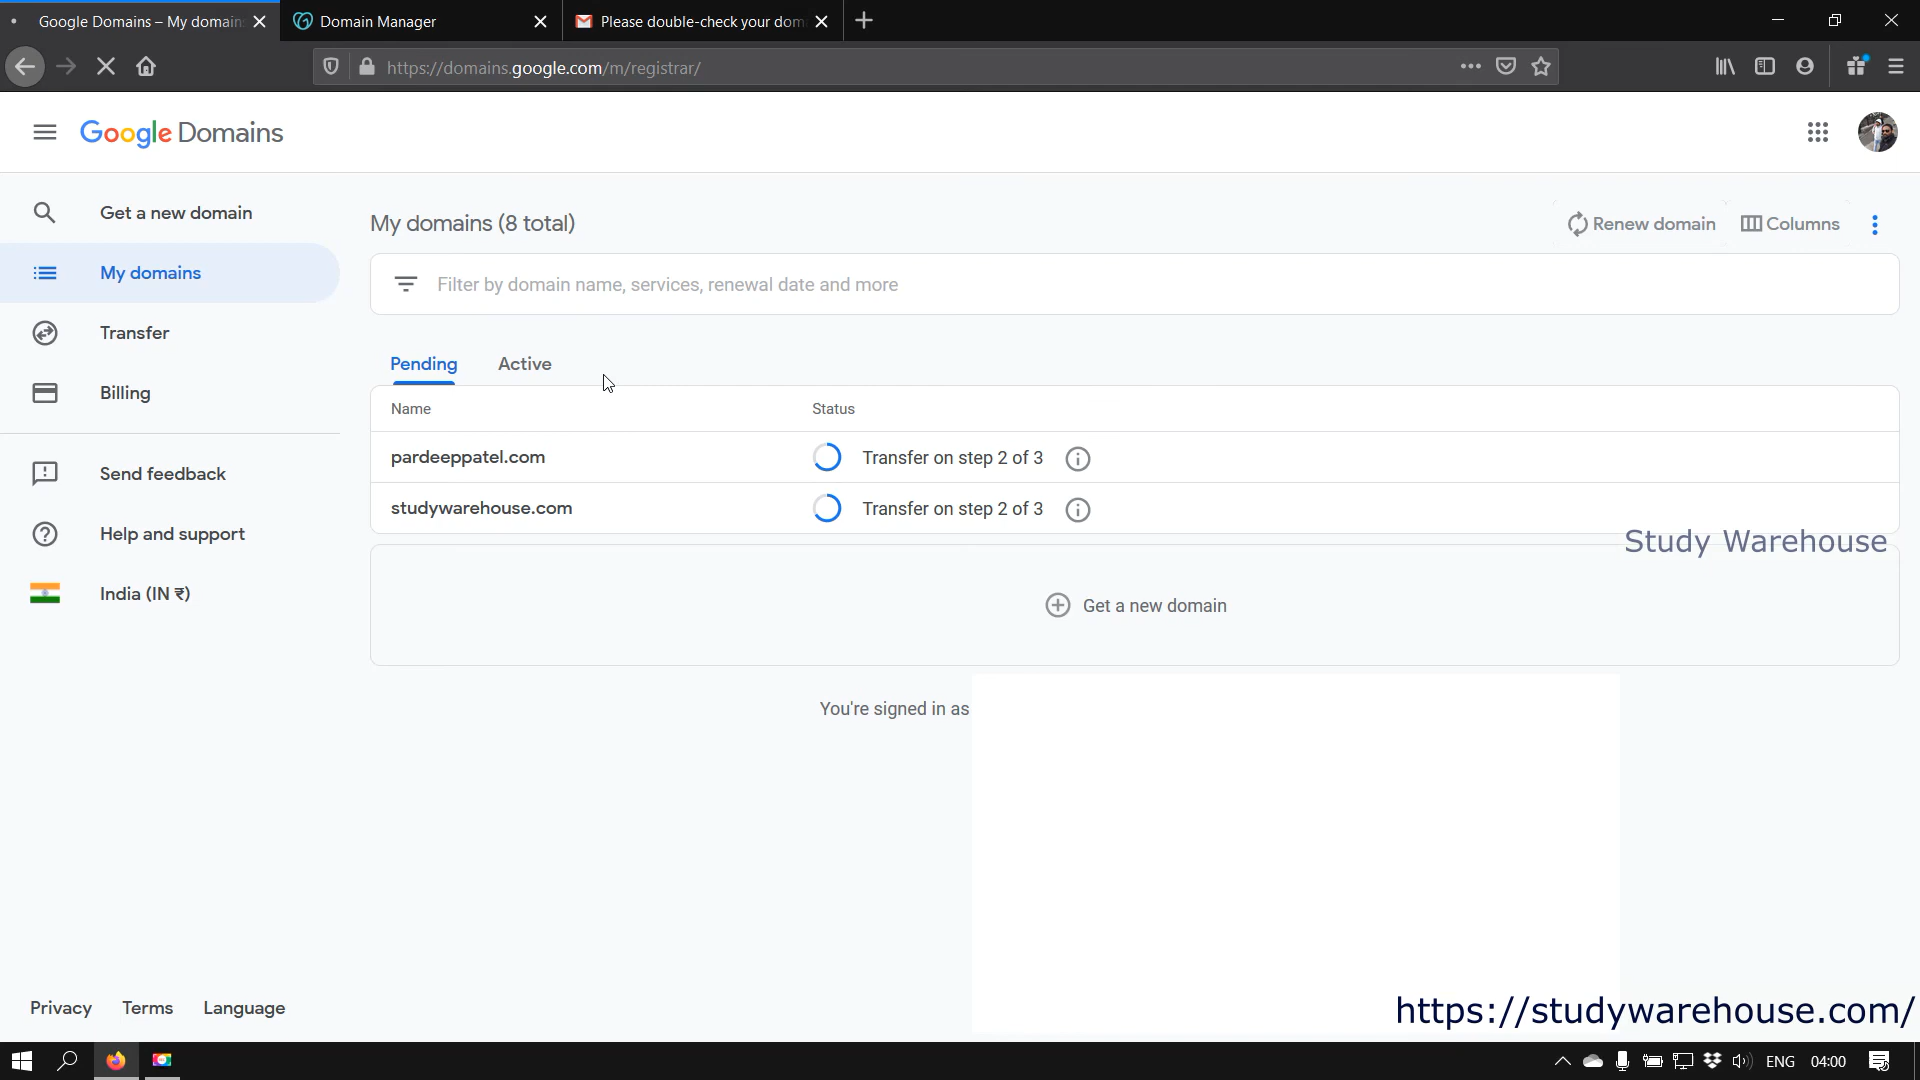 Google Domains – My domain
Domain Manager
Please double-check your dom
https://domains.google.com/m/registrar/
Google Domains
Get a new domain
My domains
Transfer
Billing
Send feedback
Help and support
India (IN ₹)
My domains (8 total)
Renew domain
Columns
Filter by domain name, services, renewal date and more
Pending
Active
Name
Status
pardeeppatel.com
Transfer on step 2 of 3
studywarehouse.com
Transfer on step 2 of 3
Study Warehouse
Get a new domain
You're signed in as
Privacy
Terms
Language
https://studywarehouse.com/
ENG
04:00